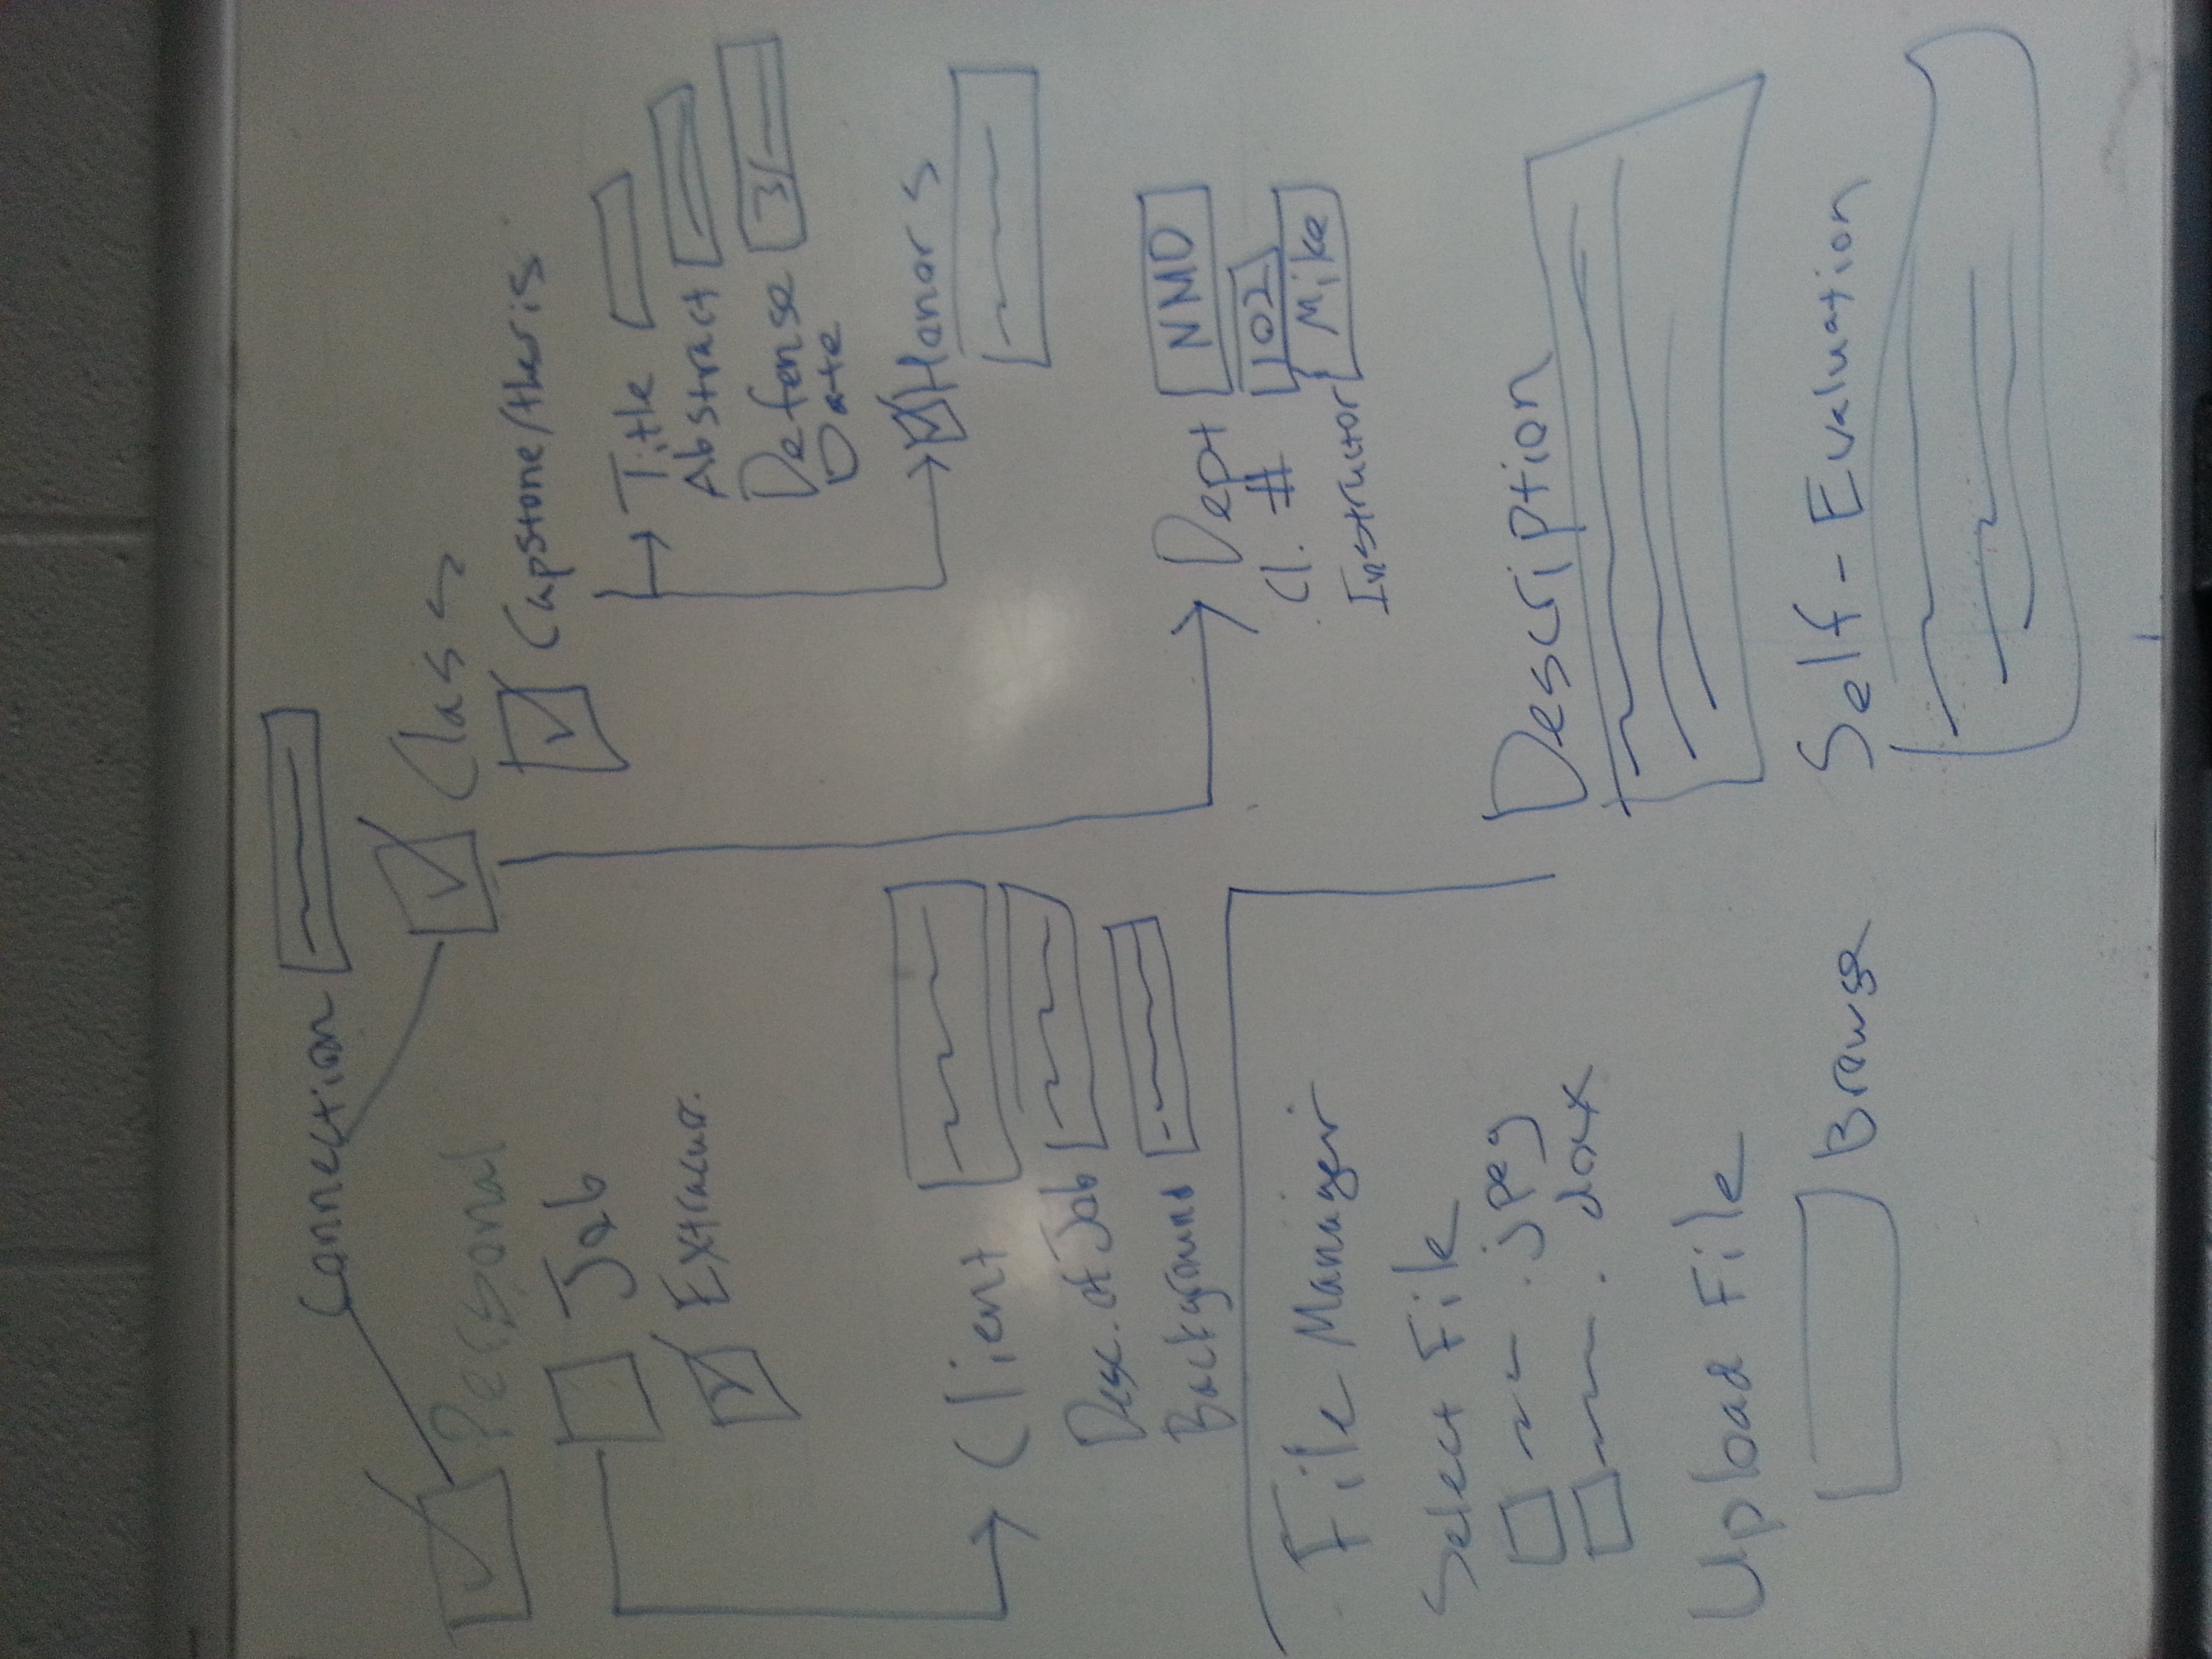 Connection
Personal
Class
Job
Extracurr.
Capstone/thesis
Title
Abstract
Defense 3/
Date
Honors
Client
Desc. of Job
Background
Dept NMD
Cl. # 102
Instructor Mike
File Manager
Select File
.jpeg
.docx
Upload File
Browse
Description
Self-Evaluation